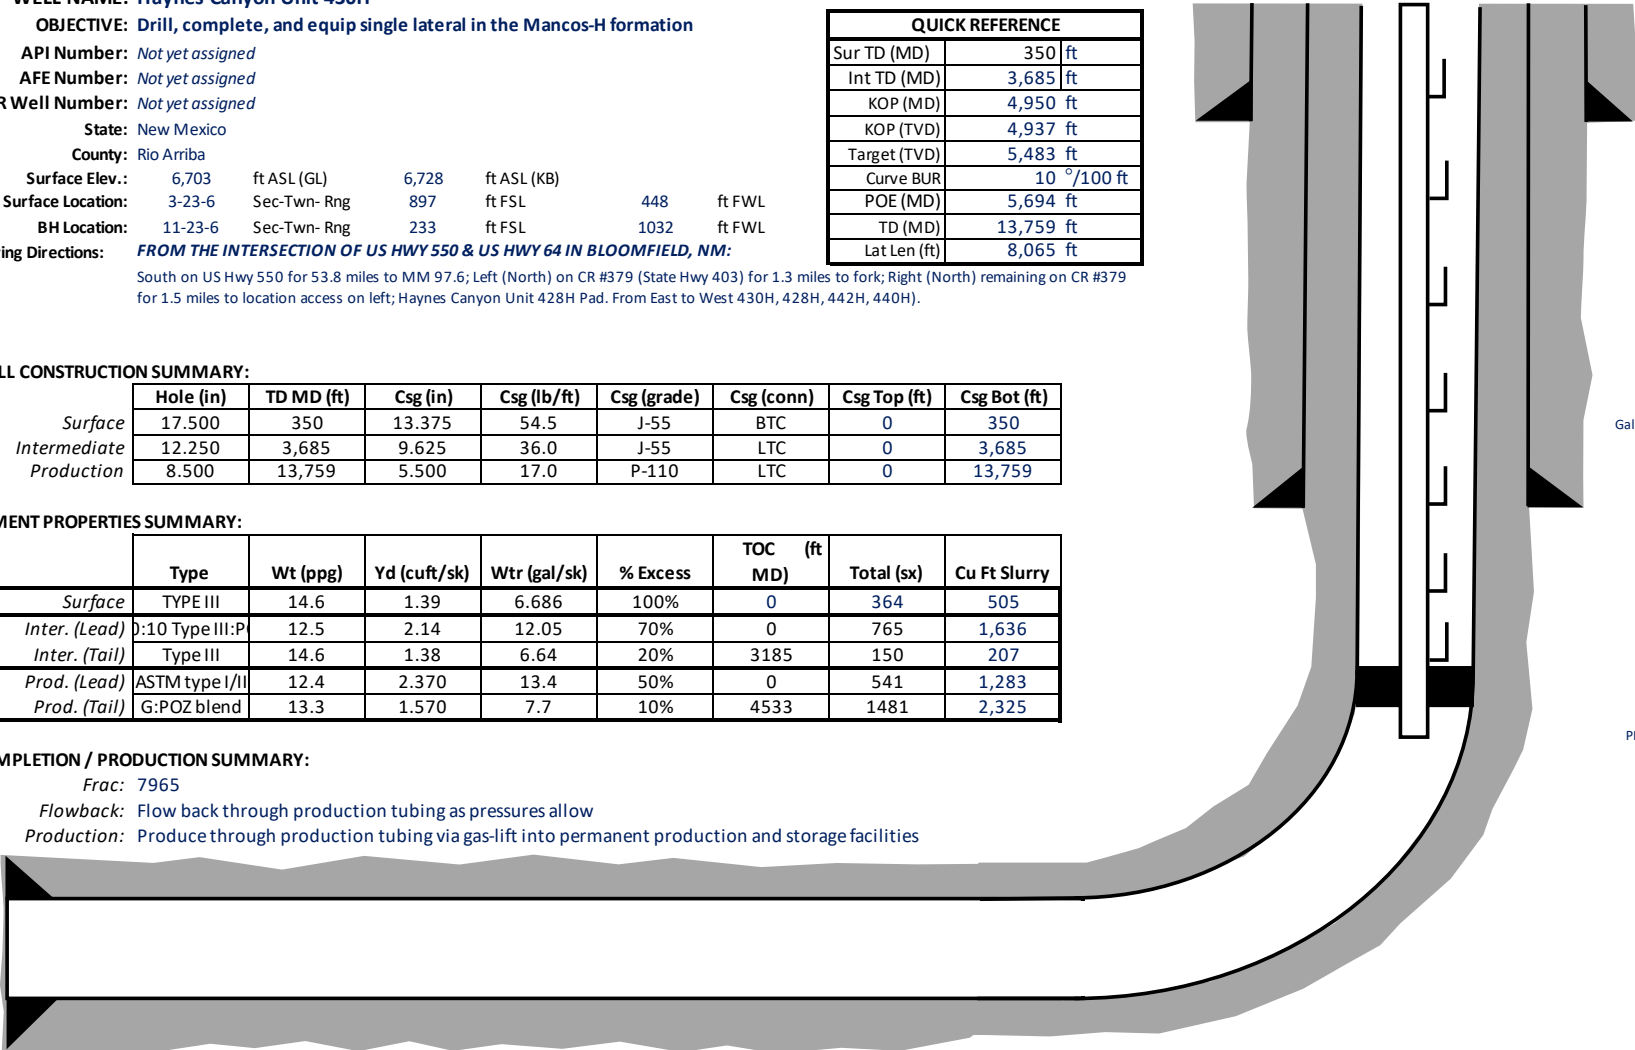 WELL NAME: Haynes Canyon Unit 430H
OBJECTIVE: Drill, complete, and equip single lateral in the Mancos-H formation
API Number: Not yet assigned
AFE Number: Not yet assigned
R Well Number: Not yet assigned
State: New Mexico
County: Rio Arriba
Surface Elev.: 6,703 ft ASL (GL) 6,728 ft ASL (KB)
Surface Location: 3-23-6 Sec-Twn- Rng 897 ft FSL 448 ft FWL
BH Location: 11-23-6 Sec-Twn- Rng 233 ft FSL 1032 ft FWL
ing Directions: FROM THE INTERSECTION OF US HWY 550 & US HWY 64 IN BLOOMFIELD, NM:
South on US Hwy 550 for 53.8 miles to MM 97.6; Left (North) on CR #379 (State Hwy 403) for 1.3 miles to fork; Right (North) remaining on CR #379
for 1.5 miles to location access on left; Haynes Canyon Unit 428H Pad. From East to West 430H, 428H, 442H, 440H).
QUICK REFERENCE
Sur TD (MD) 350 ft
Int TD (MD) 3,685 ft
KOP (MD) 4,950 ft
KOP (TVD) 4,937 ft
Target (TVD) 5,483 ft
Curve BUR 10 °/100 ft
POE (MD) 5,694 ft
TD (MD) 13,759 ft
Lat Len (ft) 8,065 ft
LL CONSTRUCTION SUMMARY:
Hole (in) TD MD (ft) Csg (in) Csg (lb/ft) Csg (grade) Csg (conn) Csg Top (ft) Csg Bot (ft)
Surface 17.500 350 13.375 54.5 J-55 BTC 0 350
Intermediate 12.250 3,685 9.625 36.0 J-55 LTC 0 3,685
Production 8.500 13,759 5.500 17.0 P-110 LTC 0 13,759
MENT PROPERTIES SUMMARY:
Type Wt (ppg) Yd (cuft/sk) Wtr (gal/sk) % Excess TOC (ft MD) Total (sx) Cu Ft Slurry
Surface TYPE III 14.6 1.39 6.686 100% 0 364 505
Inter. (Lead) 0:10 Type III:P 12.5 2.14 12.05 70% 0 765 1,636
Inter. (Tail) Type III 14.6 1.38 6.64 20% 3185 150 207
Prod. (Lead) ASTM type I/II 12.4 2.370 13.4 50% 0 541 1,283
Prod. (Tail) G:POZ blend 13.3 1.570 7.7 10% 4533 1481 2,325
MPLETION / PRODUCTION SUMMARY:
Frac: 7965
Flowback: Flow back through production tubing as pressures allow
Production: Produce through production tubing via gas-lift into permanent production and storage facilities
Gal